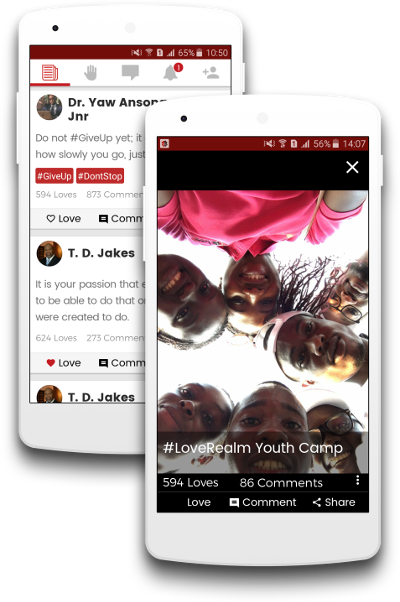 65% 10:50
1
Dr. Yaw Ansong
Jnr
Do not #GiveUp yet; it
how slowly you go, just
#GiveUp #DontStop
594 Loves 873 Comm
Love Comm
T. D. Jakes
It is your passion that e
to be able to do that o
were created to do.
624 Loves 273 Comm
Love Comm
T. D. Jakes
56% 14:07
#LoveRealm Youth Camp
594 Loves 86 Comments
Love Comment Share